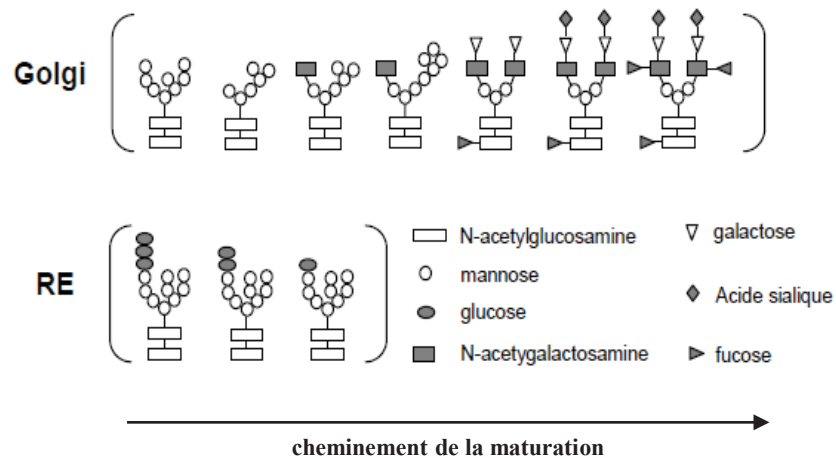 Golgi
RE
N-acetylglucosamine
mannose
glucose
N-acetygalactosamine
galactose
Acide sialique
fucose
cheminement de la maturation